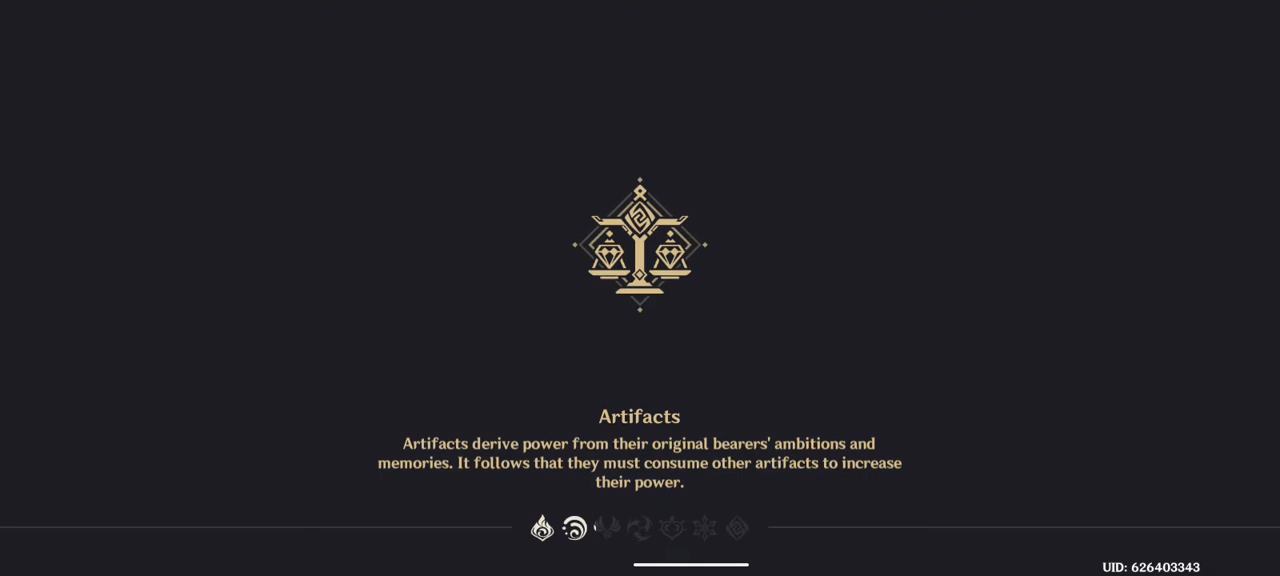 Artifacts
Artifacts derive power from their original bearers' ambitions and
memories. It follows that they must consume other artifacts to increase
their power.
UID: 626403343